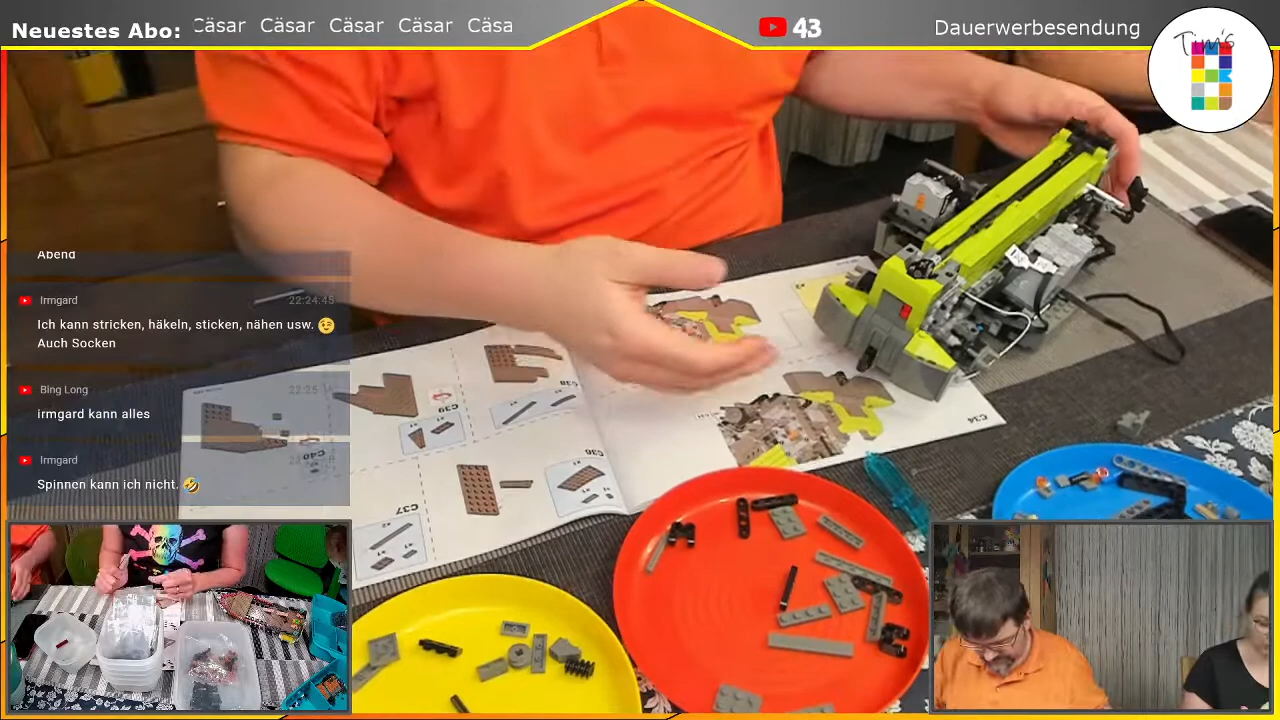 Neuestes Abo:
Cäsar Cäsar Cäsar Cäsar Cäsa
43
Dauerwerbesendung
Tim's
Abend
Irmgard 22:24:45
Ich kann stricken, häkeln, sticken, nähen usw. 😉
Auch Socken
Bing Long
irmgard kann alles
Irmgard
Spinnen kann ich nicht. 🤣
C38
C39
C40
C36
C37
C34